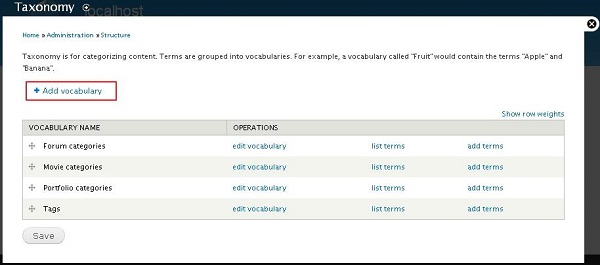 Taxonomy
localhost
Home » Administration » Structure
Taxonomy is for categorizing content. Terms are grouped into vocabularies. For example, a vocabulary called "Fruit" would contain the terms "Apple" and
"Banana".
+ Add vocabulary
Show row weights
VOCABULARY NAME OPERATIONS
Forum categories edit vocabulary list terms add terms
Movie categories edit vocabulary list terms add terms
Portfolio categories edit vocabulary list terms add terms
Tags edit vocabulary list terms add terms
Save